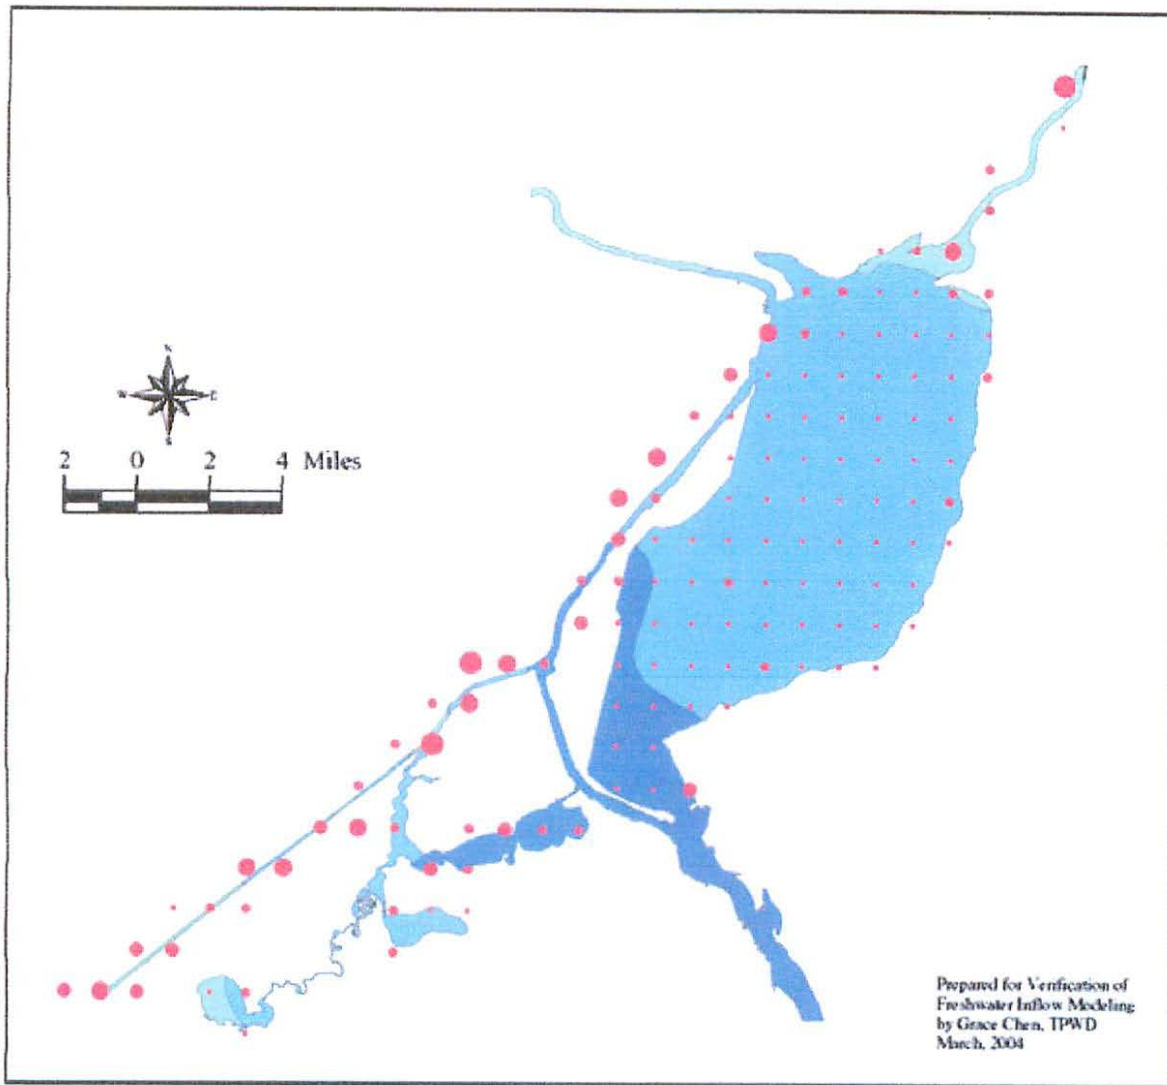 N
W E
S
2 0 2 4 Miles
Prepared for Verification of
Freshwater Inflow Modeling
by Grace Chen, TPWD
March, 2004